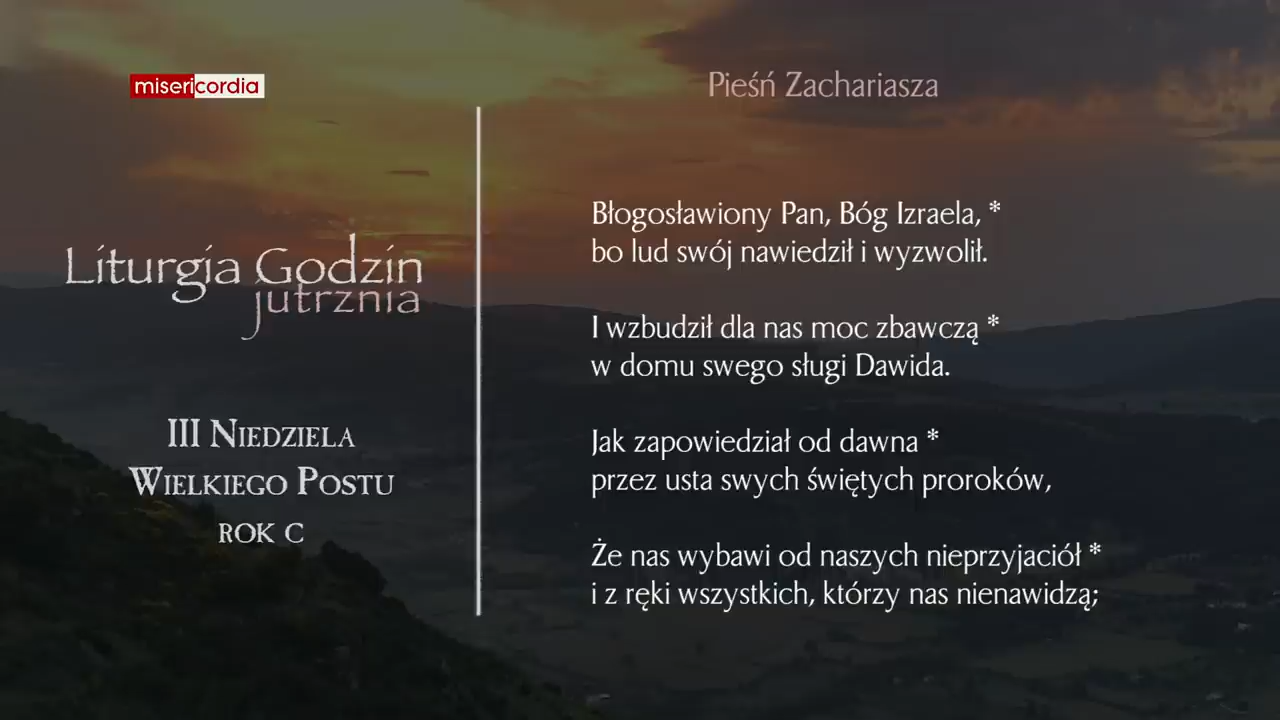 misericordia
Liturgia Godzin
jutrznia
III Niedziela
Wielkiego Postu
rok C
Pieśń Zachariasza
Błogosławiony Pan, Bóg Izraela, *
bo lud swój nawiedził i wyzwolił.
I wzbudził dla nas moc zbawczą *
w domu swego sługi Dawida.
Jak zapowiedział od dawna *
przez usta swych świętych proroków,
Że nas wybawi od naszych nieprzyjaciół *
i z ręki wszystkich, którzy nas nienawidzą;